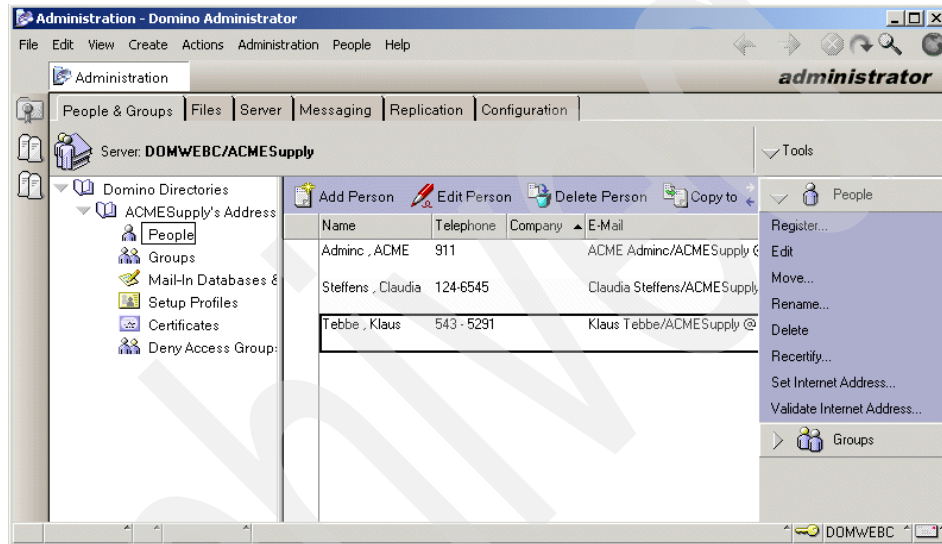 Administration - Domino Administrator
File Edit View Create Actions Administration People Help
Administration
administrator
People & Groups Files Server Messaging Replication Configuration
Server: DOMWEBC/ACMESupply
Tools
Domino Directories
ACMESupply's Address
People
Groups
Mail-In Databases &
Setup Profiles
Certificates
Deny Access Group
Add Person Edit Person Delete Person Copy to
Name Telephone Company E-Mail
Adminc , ACME 911 ACME Adminc/ACMESupply @
Steffens , Claudia 124-6545 Claudia Steffens/ACMESupply
Tebbe , Klaus 543 - 5291 Klaus Tebbe/ACMESupply @
People
Register...
Edit
Move...
Rename...
Delete
Recertify...
Set Internet Address...
Validate Internet Address...
Groups
DOMWEBC